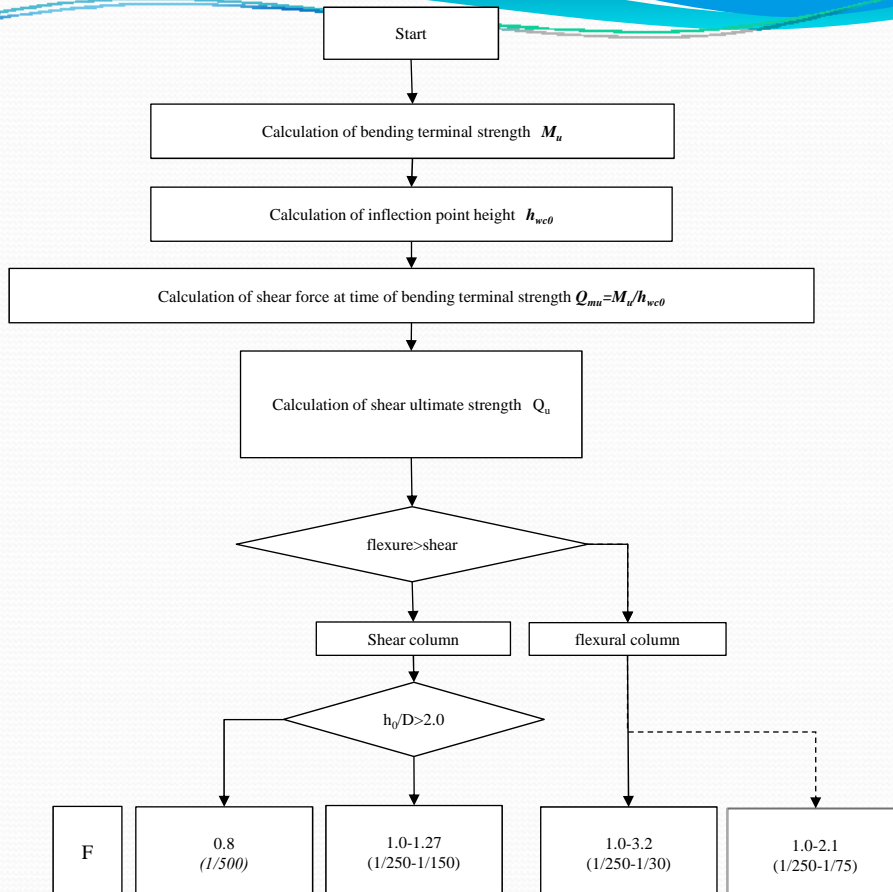 Start
Calculation of bending terminal strength M_u
Calculation of inflection point height h_wc0
Calculation of shear force at time of bending terminal strength Q_mu=M_u/h_wc0
Calculation of shear ultimate strength Q_u
flexure>shear
Shear column
flexural column
h_0/D>2.0
F
0.8
(1/500)
1.0-1.27
(1/250-1/150)
1.0-3.2
(1/250-1/30)
1.0-2.1
(1/250-1/75)